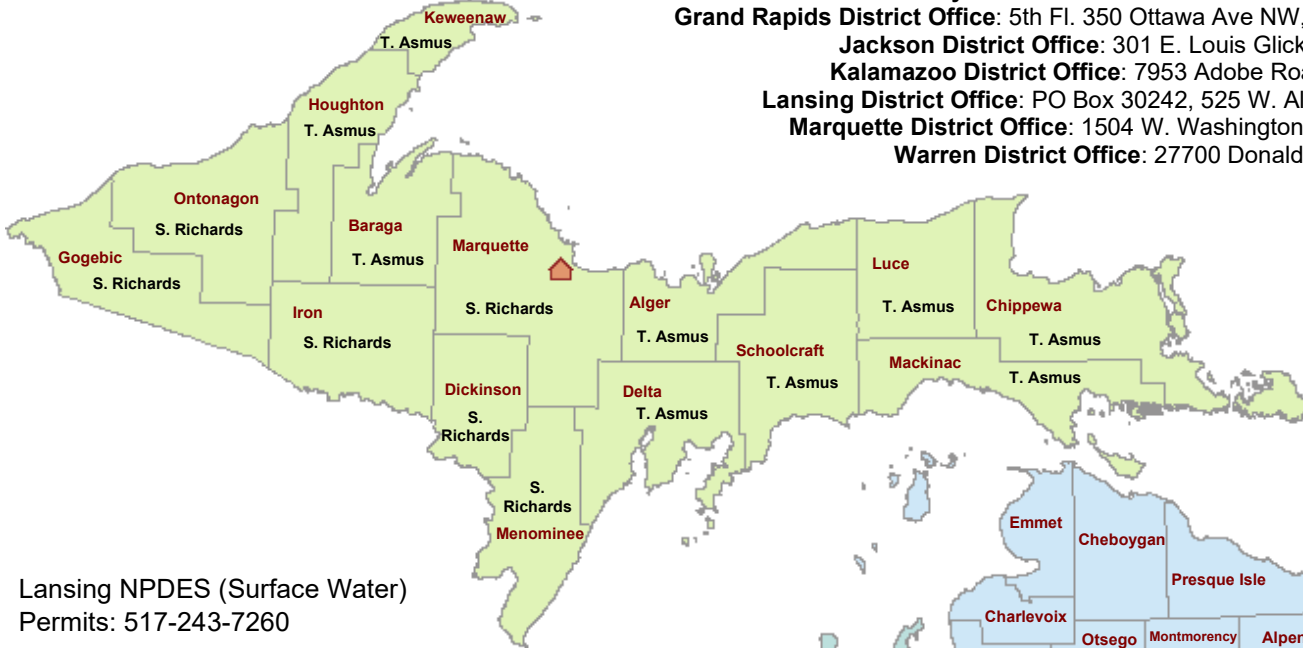 Grand Rapids District Office: 5th Fl. 350 Ottawa Ave NW,
Jackson District Office: 301 E. Louis Glick
Kalamazoo District Office: 7953 Adobe Roa
Lansing District Office: PO Box 30242, 525 W. Al
Marquette District Office: 1504 W. Washington
Warren District Office: 27700 Donald
Keweenaw
T. Asmus
Houghton
T. Asmus
Ontonagon
S. Richards
Baraga
T. Asmus
Gogebic
S. Richards
Marquette
S. Richards
Iron
S. Richards
Alger
T. Asmus
Luce
T. Asmus
Chippewa
T. Asmus
Schoolcraft
T. Asmus
Mackinac
T. Asmus
Dickinson
S.
Richards
Delta
T. Asmus
S.
Richards
Menominee
Emmet
Cheboygan
Presque Isle
Charlevoix
Otsego
Montmorency
Alpen
Lansing NPDES (Surface Water)
Permits: 517-243-7260